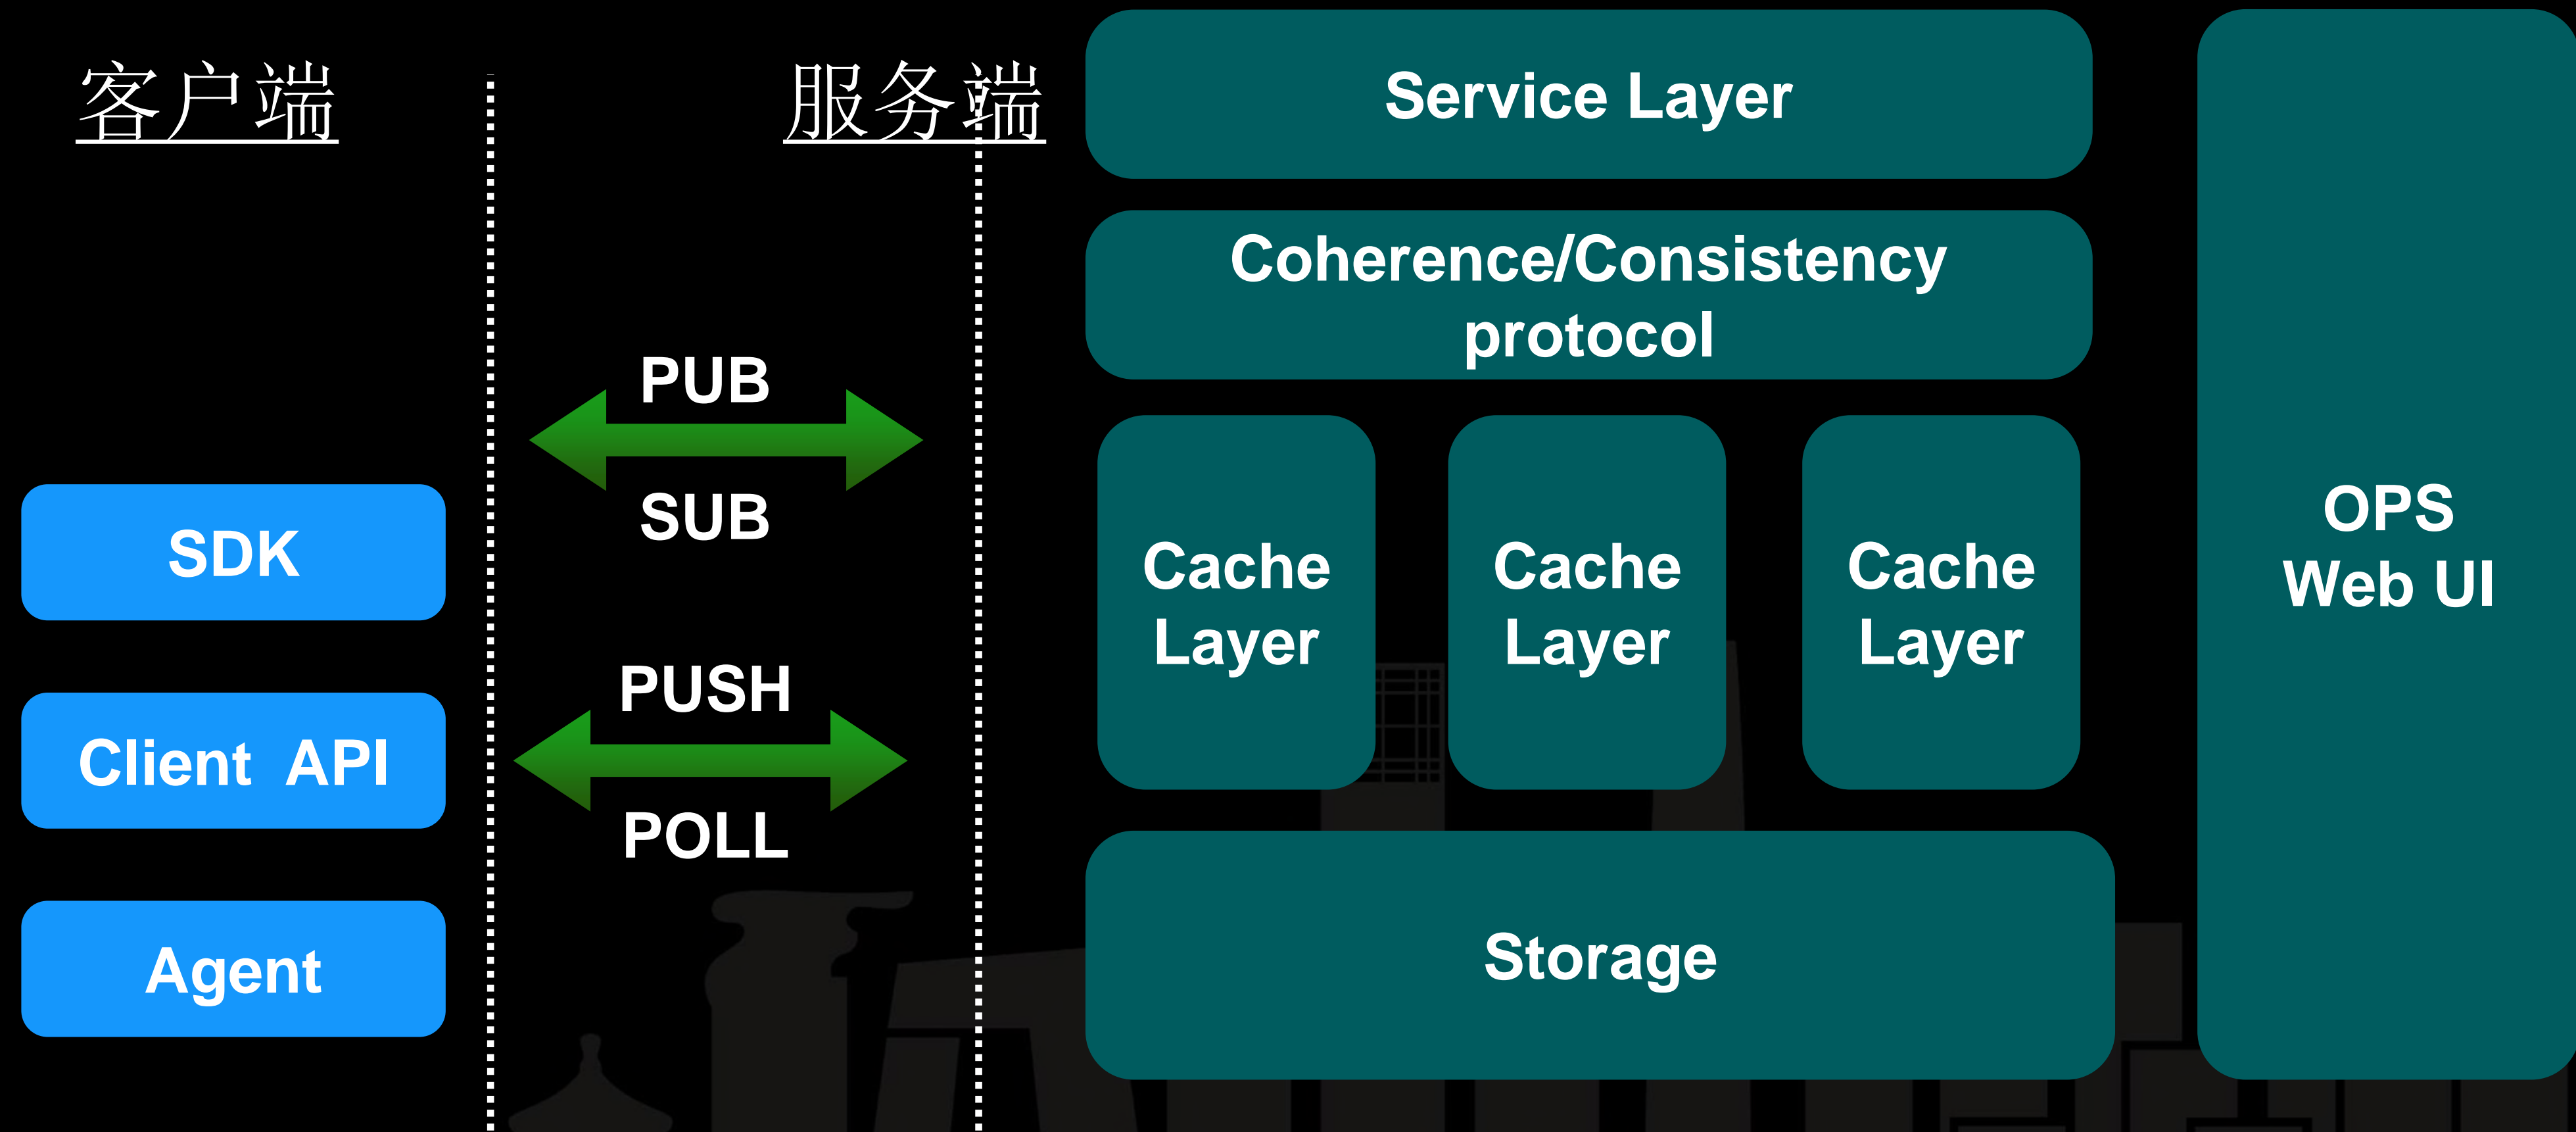 客户端
SDK
Client API
Agent
PUB
SUB
PUSH
POLL
服务端
Service Layer
Coherence/Consistency
protocol
Cache
Layer
Cache
Layer
Cache
Layer
Storage
OPS
Web UI